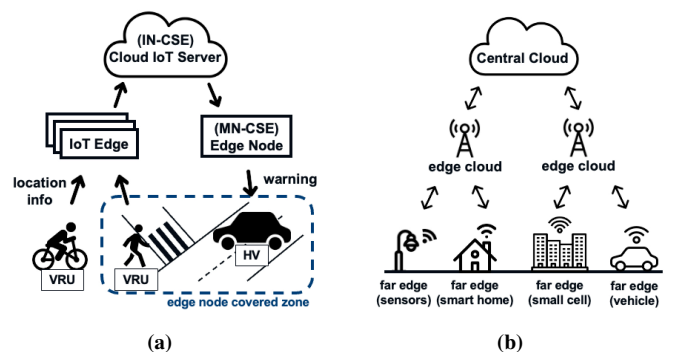 (IN-CSE)
Cloud IoT Server
IoT Edge
(MN-CSE)
Edge Node
location
info
warning
VRU
VRU
HV
edge node covered zone
(a)
Central Cloud
edge cloud
edge cloud
far edge
(sensors)
far edge
(smart home)
far edge
(small cell)
far edge
(vehicle)
(b)